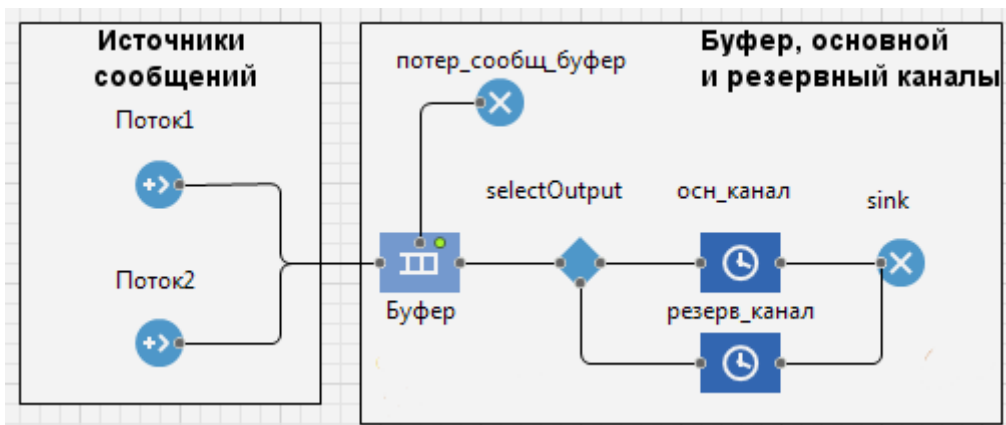 Источники
сообщений
Поток1
Поток2
Буфер, основной
и резервный каналы
потер_сообщ_буфер
selectOutput
осн_канал
sink
Буфер
резерв_канал